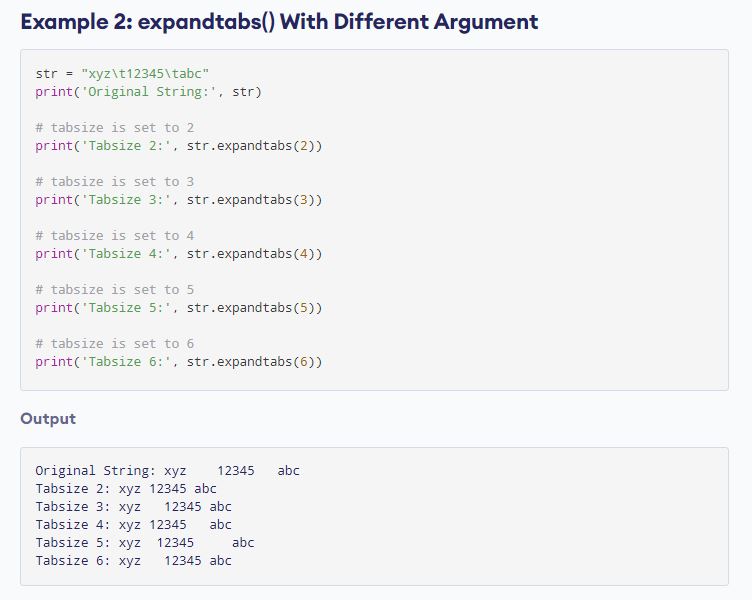 Example 2: expandtabs() With Different Argument
str = "xyz\t12345\tabc"
print('Original String:', str)
# tabsize is set to 2
print('Tabsize 2:', str.expandtabs(2))
# tabsize is set to 3
print('Tabsize 3:', str.expandtabs(3))
# tabsize is set to 4
print('Tabsize 4:', str.expandtabs(4))
# tabsize is set to 5
print('Tabsize 5:', str.expandtabs(5))
# tabsize is set to 6
print('Tabsize 6:', str.expandtabs(6))
Output
Original String: xyz    12345   abc
Tabsize 2: xyz 12345 abc
Tabsize 3: xyz   12345 abc
Tabsize 4: xyz 12345   abc
Tabsize 5: xyz  12345     abc
Tabsize 6: xyz   12345 abc